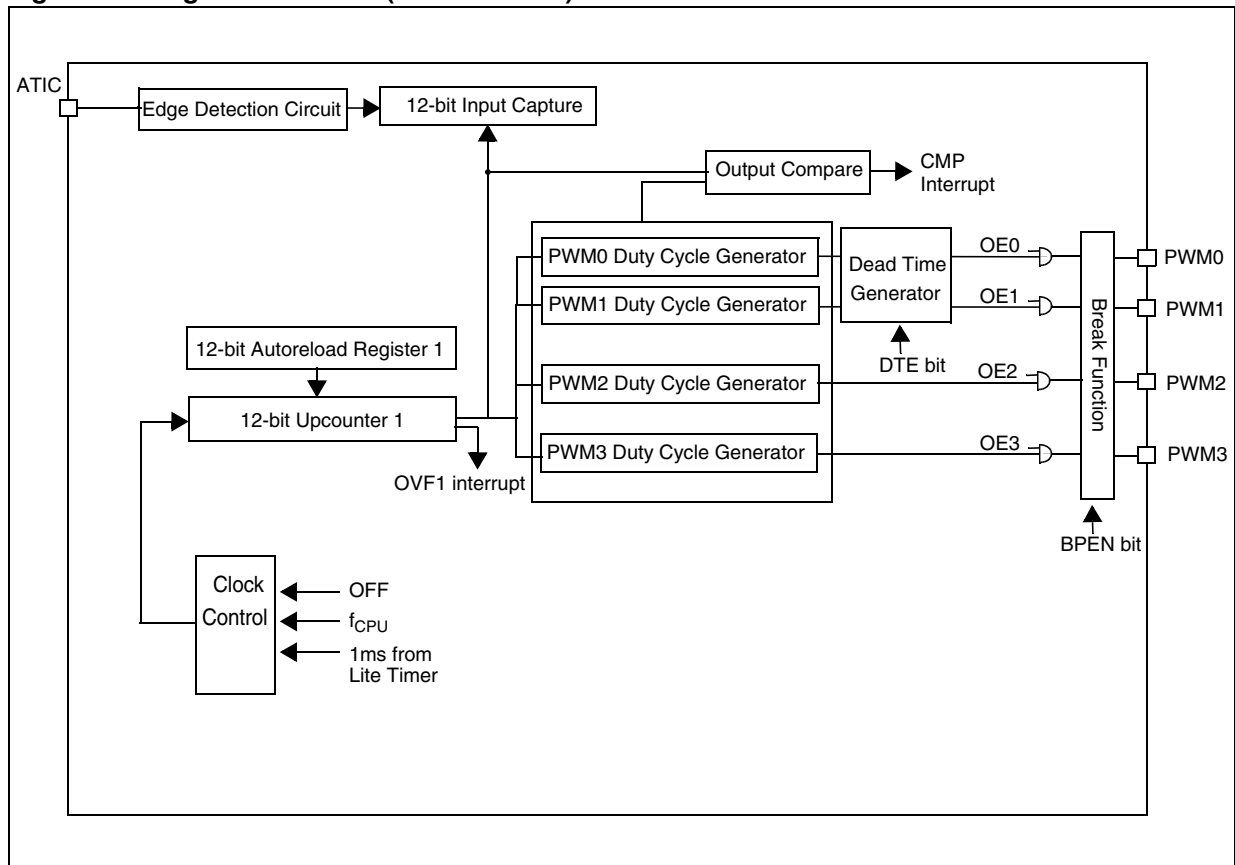 ATIC
Edge Detection Circuit
12-bit Input Capture
Output Compare
CMP
Interrupt
PWM0 Duty Cycle Generator
PWM1 Duty Cycle Generator
PWM2 Duty Cycle Generator
PWM3 Duty Cycle Generator
Dead Time
Generator
DTE bit
OE0
OE1
OE2
OE3
Break Function
BPEN bit
PWM0
PWM1
PWM2
PWM3
12-bit Autoreload Register 1
12-bit Upcounter 1
OVF1 interrupt
Clock
Control
OFF
fCPU
1ms from
Lite Timer